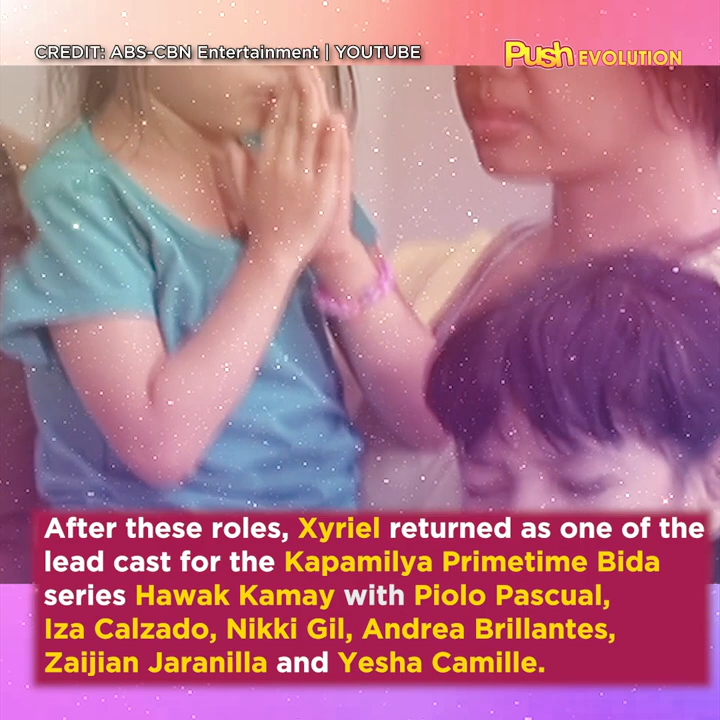 CREDIT: ABS-CBN Entertainment | YOUTUBE
Push EVOLUTION
After these roles, Xyriel returned as one of the
lead cast for the Kapamilya Primetime Bida
series Hawak Kamay with Piolo Pascual,
Iza Calzado, Nikki Gil, Andrea Brillantes,
Zaijian Jaranilla and Yesha Camille.